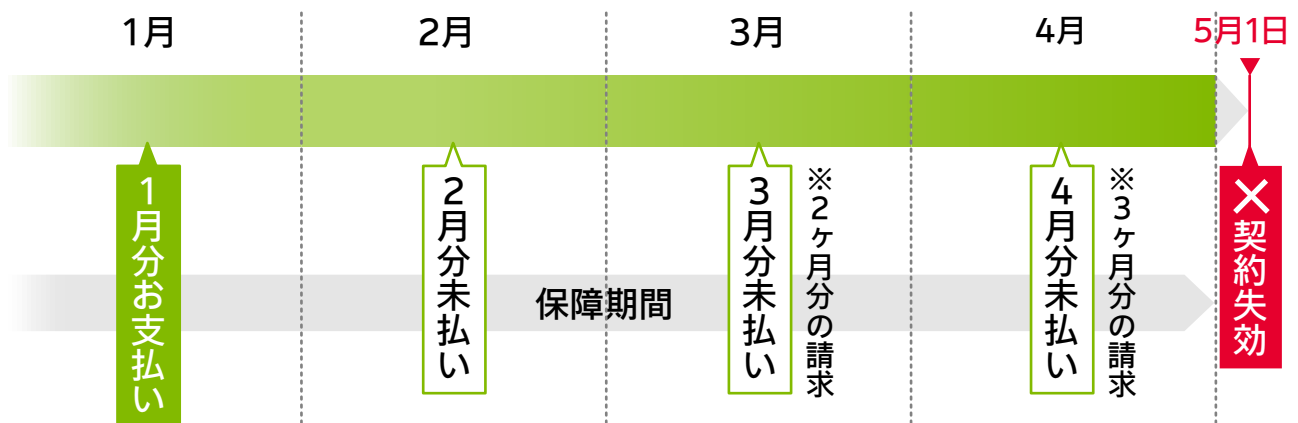 1月
2月
3月
4月
5月1日
1月分お支払い
2月分未払い
3月分未払い
※2ヶ月分の請求
4月分未払い
※3ヶ月分の請求
×契約失効
保障期間